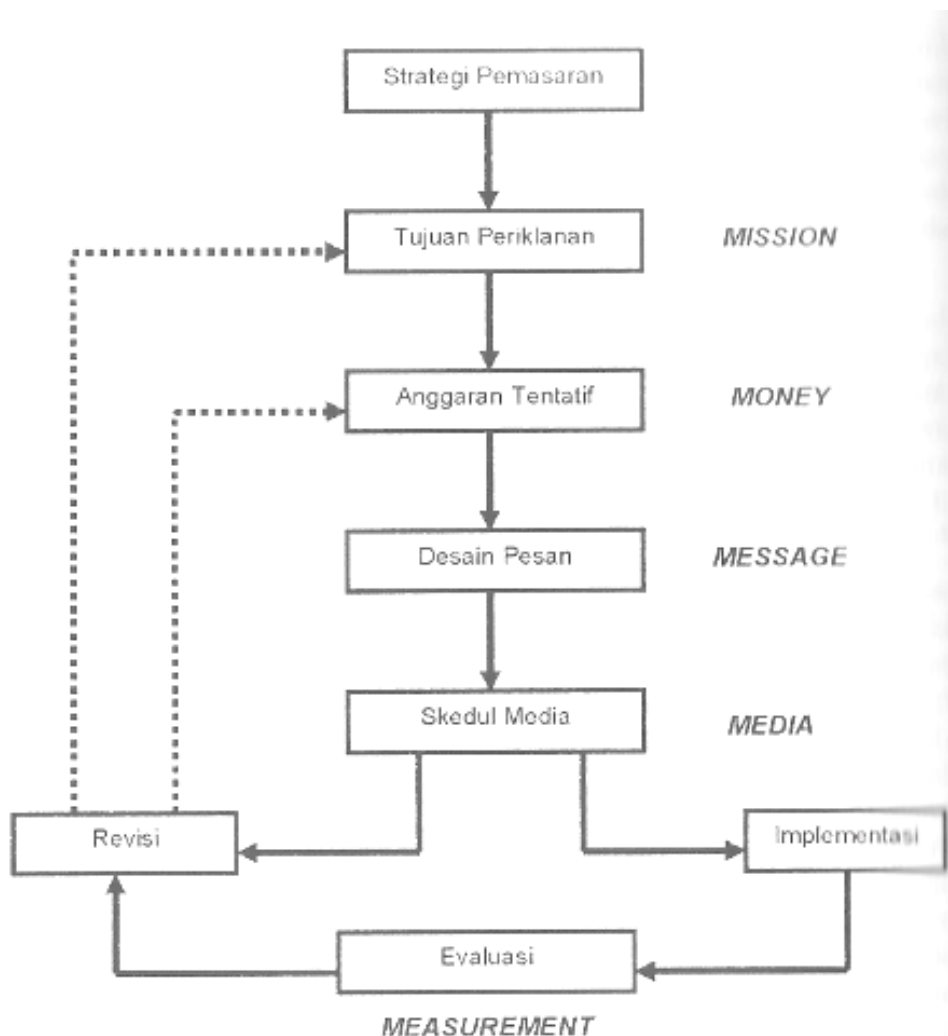 Strategi Pemasaran
Tujuan Periklanan
MISSION
Anggaran Tentatif
MONEY
Desain Pesan
MESSAGE
Skedul Media
MEDIA
Revisi
Implementasi
Evaluasi
MEASUREMENT